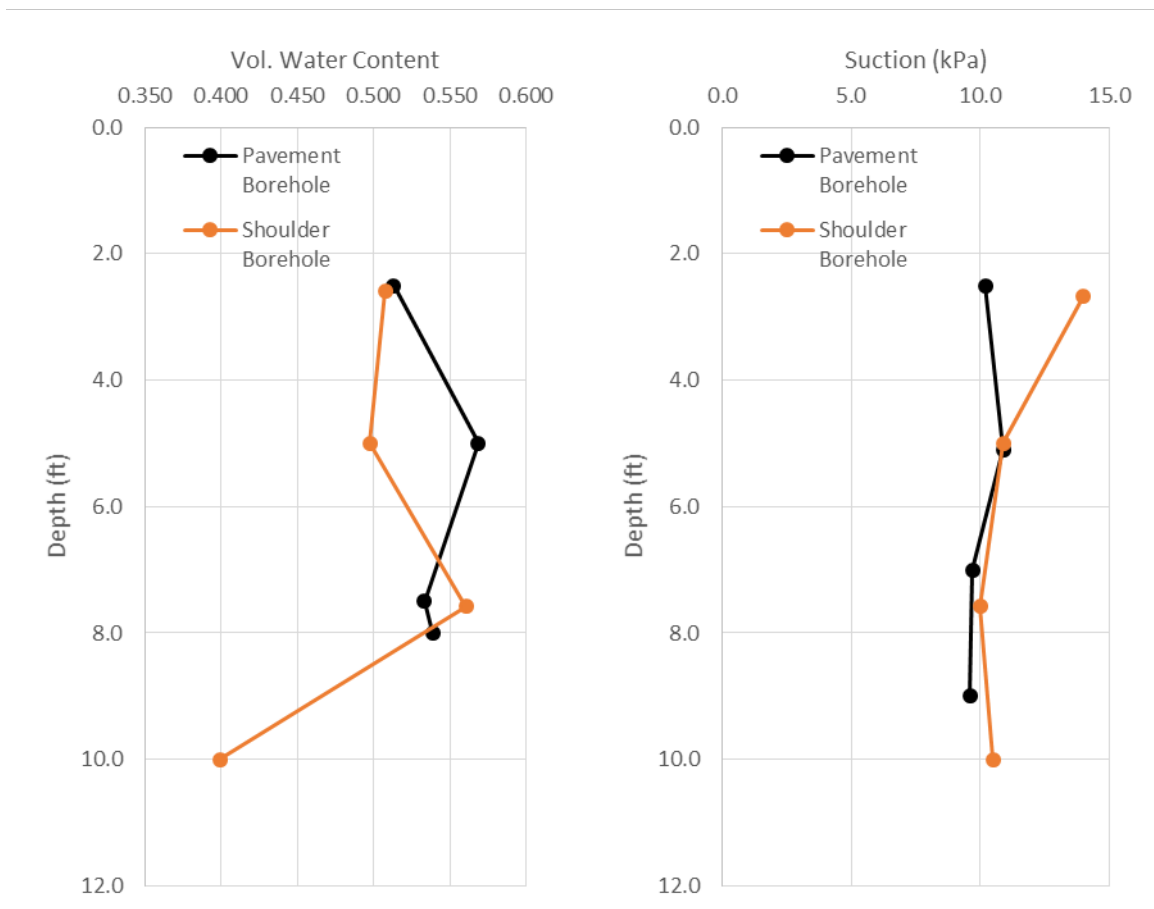 Vol. Water Content
0.350 0.400 0.450 0.500 0.550 0.600
0.0
2.0
4.0
6.0
8.0
10.0
12.0
Depth (ft)
Pavement
Borehole
Shoulder
Borehole
Suction (kPa)
0.0 5.0 10.0 15.0
0.0
2.0
4.0
6.0
8.0
10.0
12.0
Depth (ft)
Pavement
Borehole
Shoulder
Borehole